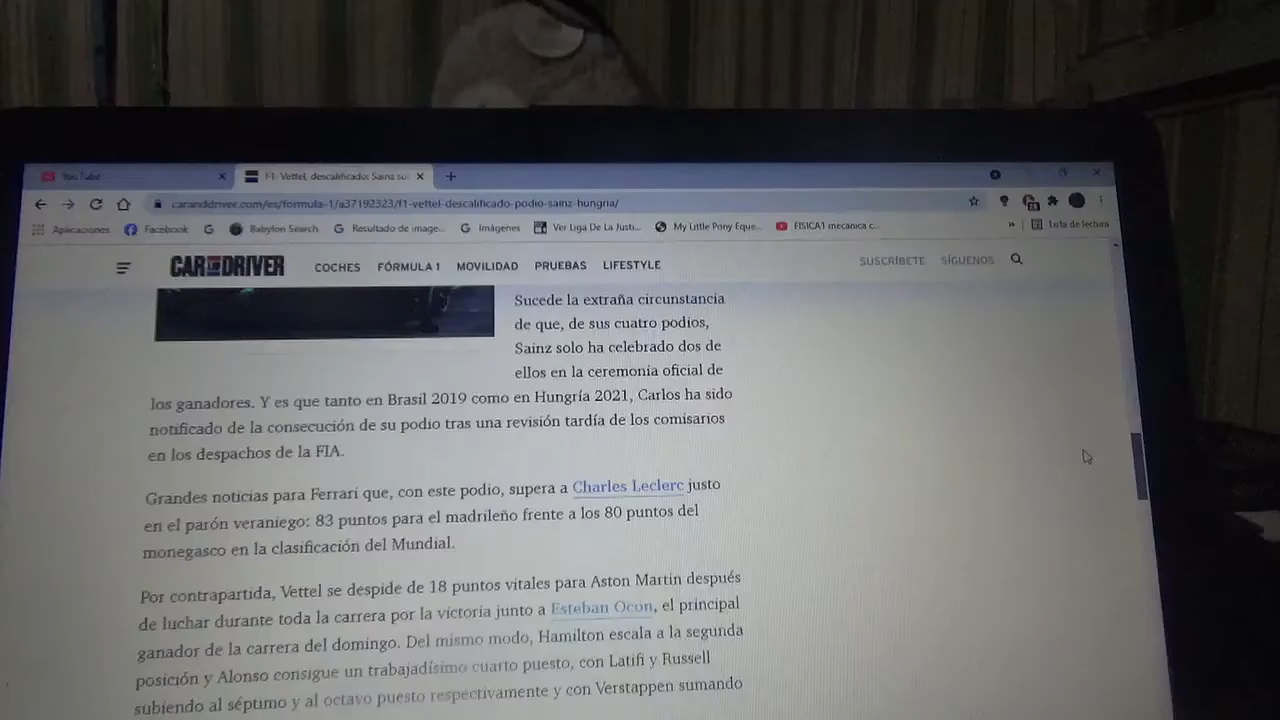 YouTube
F1: Vettel, descalificado: Sainz su
caranddriver.com/es/formula-1/a37192323/f1-vettel-descalificado-podio-sainz-hungria/
Aplicaciones Facebook Babylon Search Resultado de image... Imágenes Ver Liga De La Justi... My Little Pony Eque... FISICA1 mecanica c... » Lista de lectura
CAR AND DRIVER COCHES FÓRMULA 1 MOVILIDAD PRUEBAS LIFESTYLE SUSCRÍBETE SÍGUENOS
Sucede la extraña circunstancia
de que, de sus cuatro podios,
Sainz solo ha celebrado dos de
ellos en la ceremonia oficial de
los ganadores. Y es que tanto en Brasil 2019 como en Hungría 2021, Carlos ha sido
notificado de la consecución de su podio tras una revisión tardía de los comisarios
en los despachos de la FIA.
Grandes noticias para Ferrari que, con este podio, supera a Charles Leclerc justo
en el parón veraniego: 83 puntos para el madrileño frente a los 80 puntos del
monegasco en la clasificación del Mundial.
Por contrapartida, Vettel se despide de 18 puntos vitales para Aston Martin después
de luchar durante toda la carrera por la victoria junto a Esteban Ocon, el principal
ganador de la carrera del domingo. Del mismo modo, Hamilton escala a la segunda
posición y Alonso consigue un trabajadísimo cuarto puesto, con Latifi y Russell
subiendo al séptimo y al octavo puesto respectivamente y con Verstappen sumando